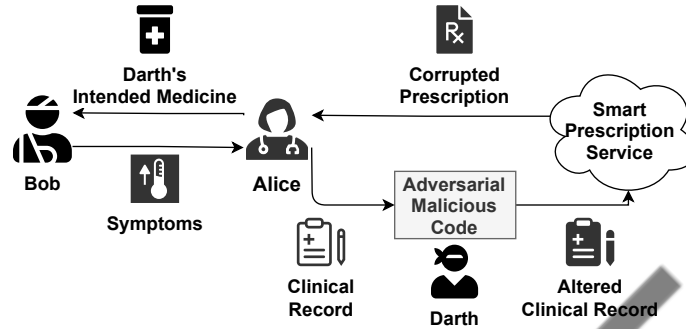 Rx
Darth's
Intended Medicine
Corrupted
Prescription
Smart
Prescription
Service
Bob
Alice
Symptoms
Adversarial
Malicious
Code
Clinical
Record
Darth
Altered
Clinical Record